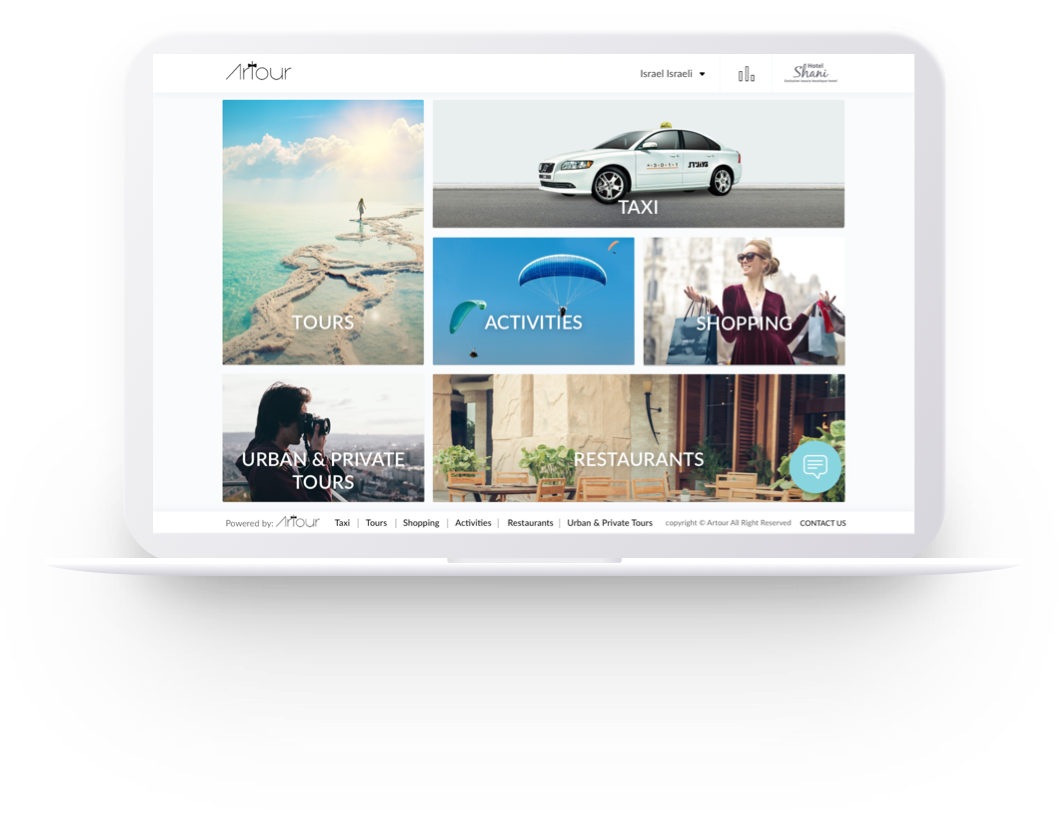 Artour
Israel Israeli
Hotel
Shani
TAXI
TOURS
ACTIVITIES
SHOPPING
URBAN & PRIVATE
TOURS
RESTAURANTS
Powered by: Artour
Taxi | Tours | Shopping | Activities | Restaurants | Urban & Private Tours
copyright © Artour All Right Reserved
CONTACT US